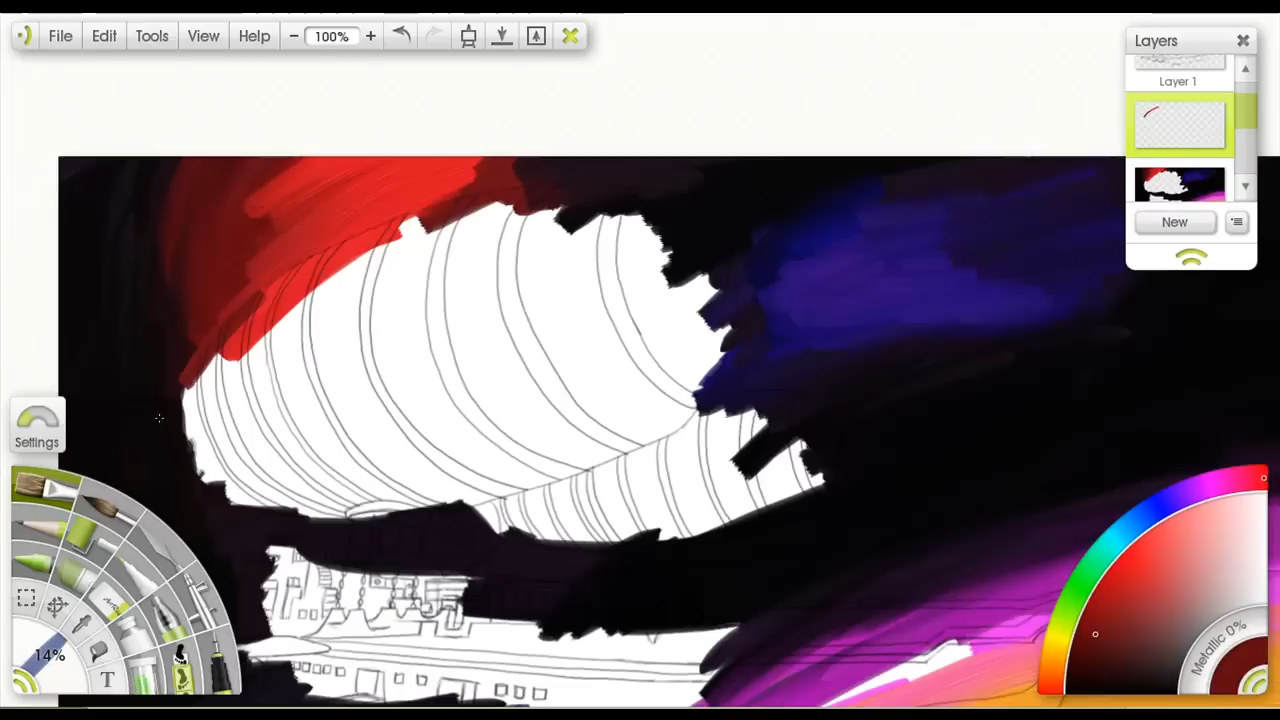 File Edit Tools View Help − 100% +
Layers
Layer 1
New
Settings
14%
T
Metallic 0%